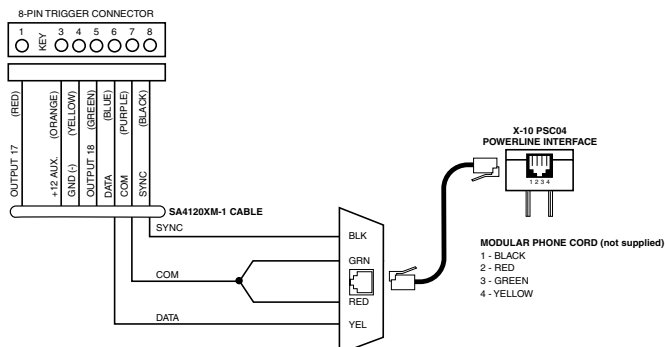 8-PIN TRIGGER CONNECTOR
1 KEY 3 4 5 6 7 8
OUTPUT 17 (RED)
+12 AUX. (ORANGE)
GND (-) (YELLOW)
OUTPUT 18 (GREEN)
DATA (BLUE)
COM (PURPLE)
SYNC (BLACK)
SA4120XM-1 CABLE
SYNC
COM
DATA
BLK
GRN
RED
YEL
X-10 PSC04
POWERLINE INTERFACE
1 2 3 4
MODULAR PHONE CORD (not supplied)
1 - BLACK
2 - RED
3 - GREEN
4 - YELLOW